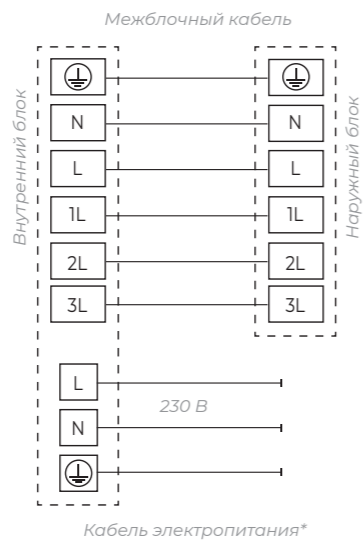 Межблочный кабель
Внутренний блок
Наружный блок
N N
L L
1L 1L
2L 2L
3L 3L
L
230 В
N
Кабель электропитания*